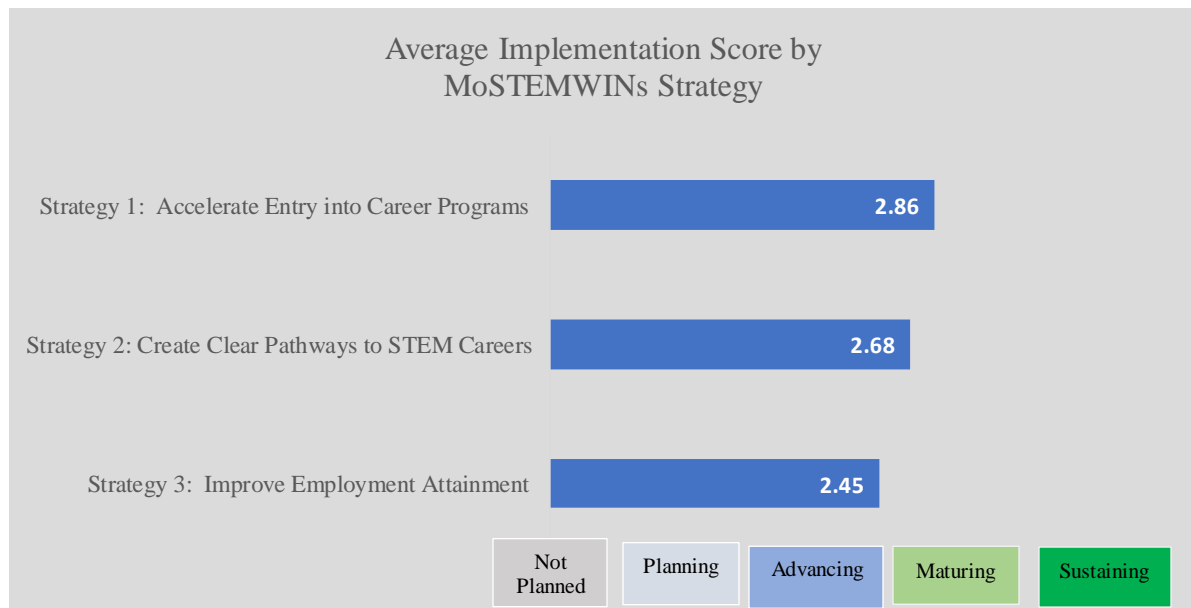 Average Implementation Score by
MoSTEMWINs Strategy
Strategy 1:  Accelerate Entry into Career Programs
2.86
Strategy 2: Create Clear Pathways to STEM Careers
2.68
Strategy 3:  Improve Employment Attainment
2.45
Not
Planned
Planning
Advancing
Maturing
Sustaining